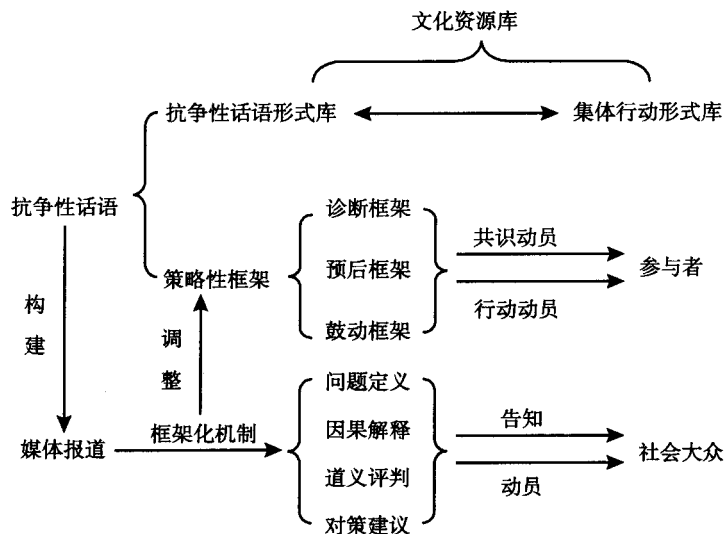 文化资源库
抗争性话语形式库
集体行动形式库
抗争性话语
诊断框架
共识动员
参与者
策略性框架
预后框架
行动动员
构建
调整
鼓动框架
问题定义
告知
媒体报道
框架化机制
因果解释
社会大众
道义评判
动员
对策建议